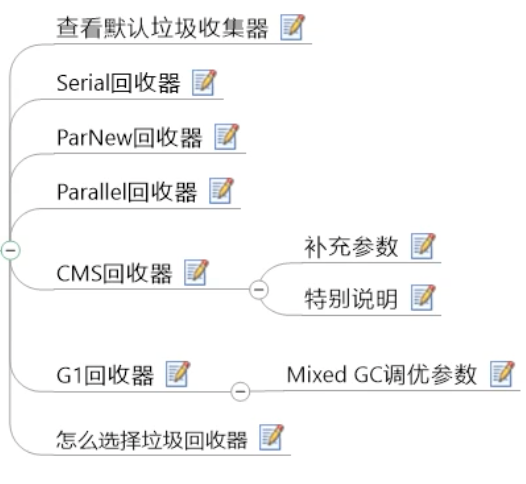 查看默认垃圾收集器
Serial回收器
ParNew回收器
Parallel回收器
CMS回收器
补充参数
特别说明
G1回收器
Mixed GC调优参数
怎么选择垃圾回收器